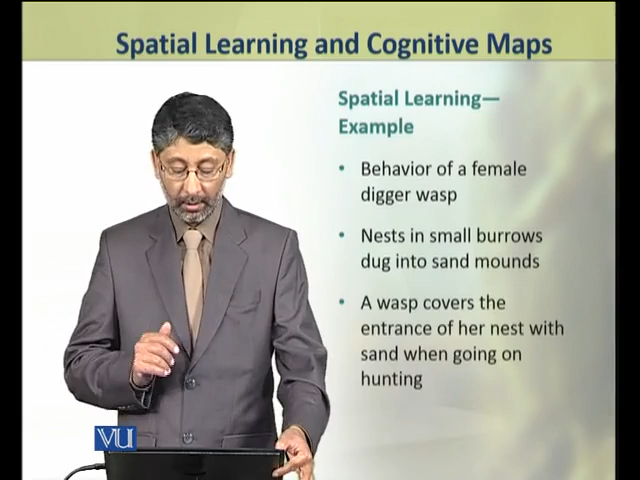 Spatial Learning and Cognitive Maps
Spatial Learning—
Example
• Behavior of a female
digger wasp
• Nests in small burrows
dug into sand mounds
• A wasp covers the
entrance of her nest with
sand when going on
hunting
VU